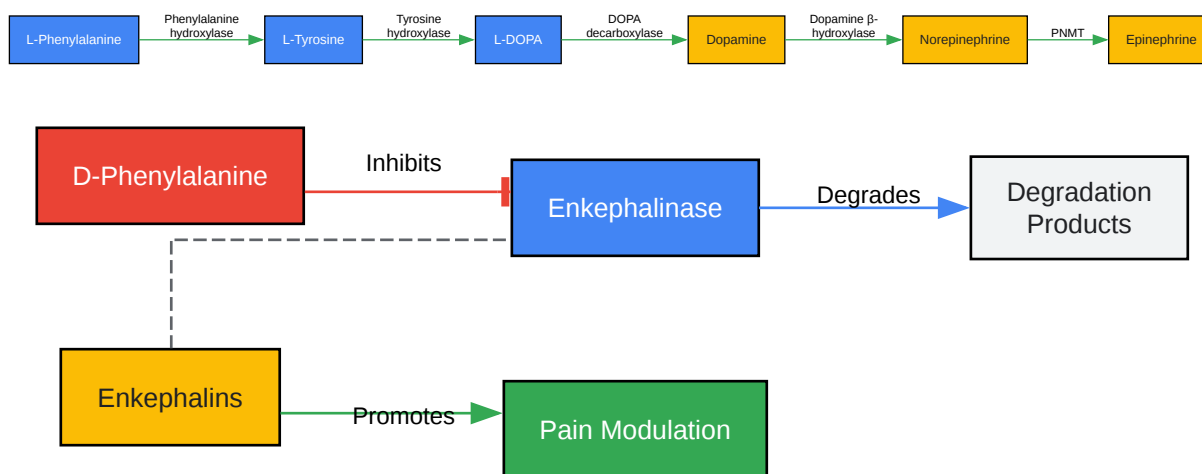 L-Phenylalanine
Phenylalanine
hydroxylase
L-Tyrosine
Tyrosine
hydroxylase
L-DOPA
DOPA
decarboxylase
Dopamine
Dopamine β-
hydroxylase
Norepinephrine
PNMT
Epinephrine
D-Phenylalanine
Inhibits
Enkephalinase
Degrades
Degradation
Products
Enkephalins
Promotes
Pain Modulation